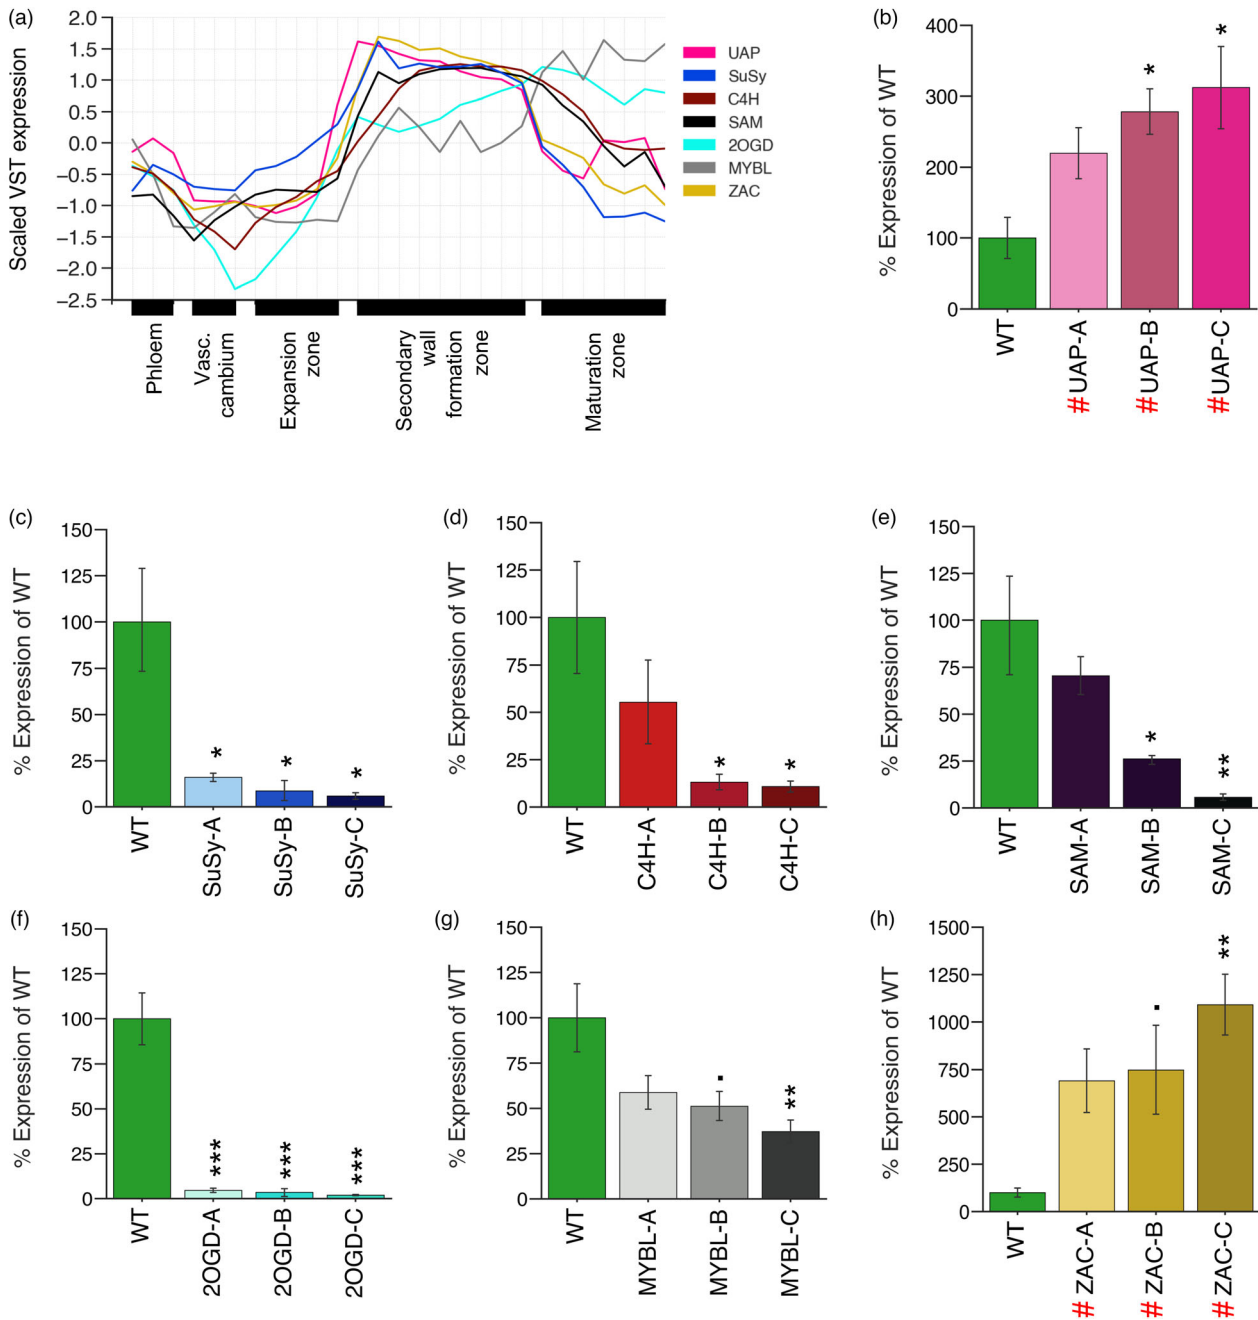 (a)
Scaled VST expression
2.0
1.5
1.0
0.5
0.0
−0.5
−1.0
−1.5
−2.0
−2.5
Phloem
Vasc.
cambium
Expansion
zone
Secondary
wall
formation
zone
Maturation
zone
UAP
SuSy
C4H
SAM
2OGD
MYBL
ZAC
(b)
% Expression of WT
400
300
200
100
0
*
*
WT
#UAP-A
#UAP-B
#UAP-C
(c)
% Expression of WT
150
125
100
75
50
25
0
*
*
*
WT
SuSy-A
SuSy-B
SuSy-C
(d)
% Expression of WT
150
125
100
75
50
25
0
*
*
WT
C4H-A
C4H-B
C4H-C
(e)
% Expression of WT
150
125
100
75
50
25
0
*
**
WT
SAM-A
SAM-B
SAM-C
(f)
% Expression of WT
150
125
100
75
50
25
0
***
***
***
WT
2OGD-A
2OGD-B
2OGD-C
(g)
% Expression of WT
150
125
100
75
50
25
0
.
**
WT
MYBL-A
MYBL-B
MYBL-C
(h)
% Expression of WT
1500
1250
1000
750
500
250
0
.
**
WT
# ZAC-A
# ZAC-B
# ZAC-C